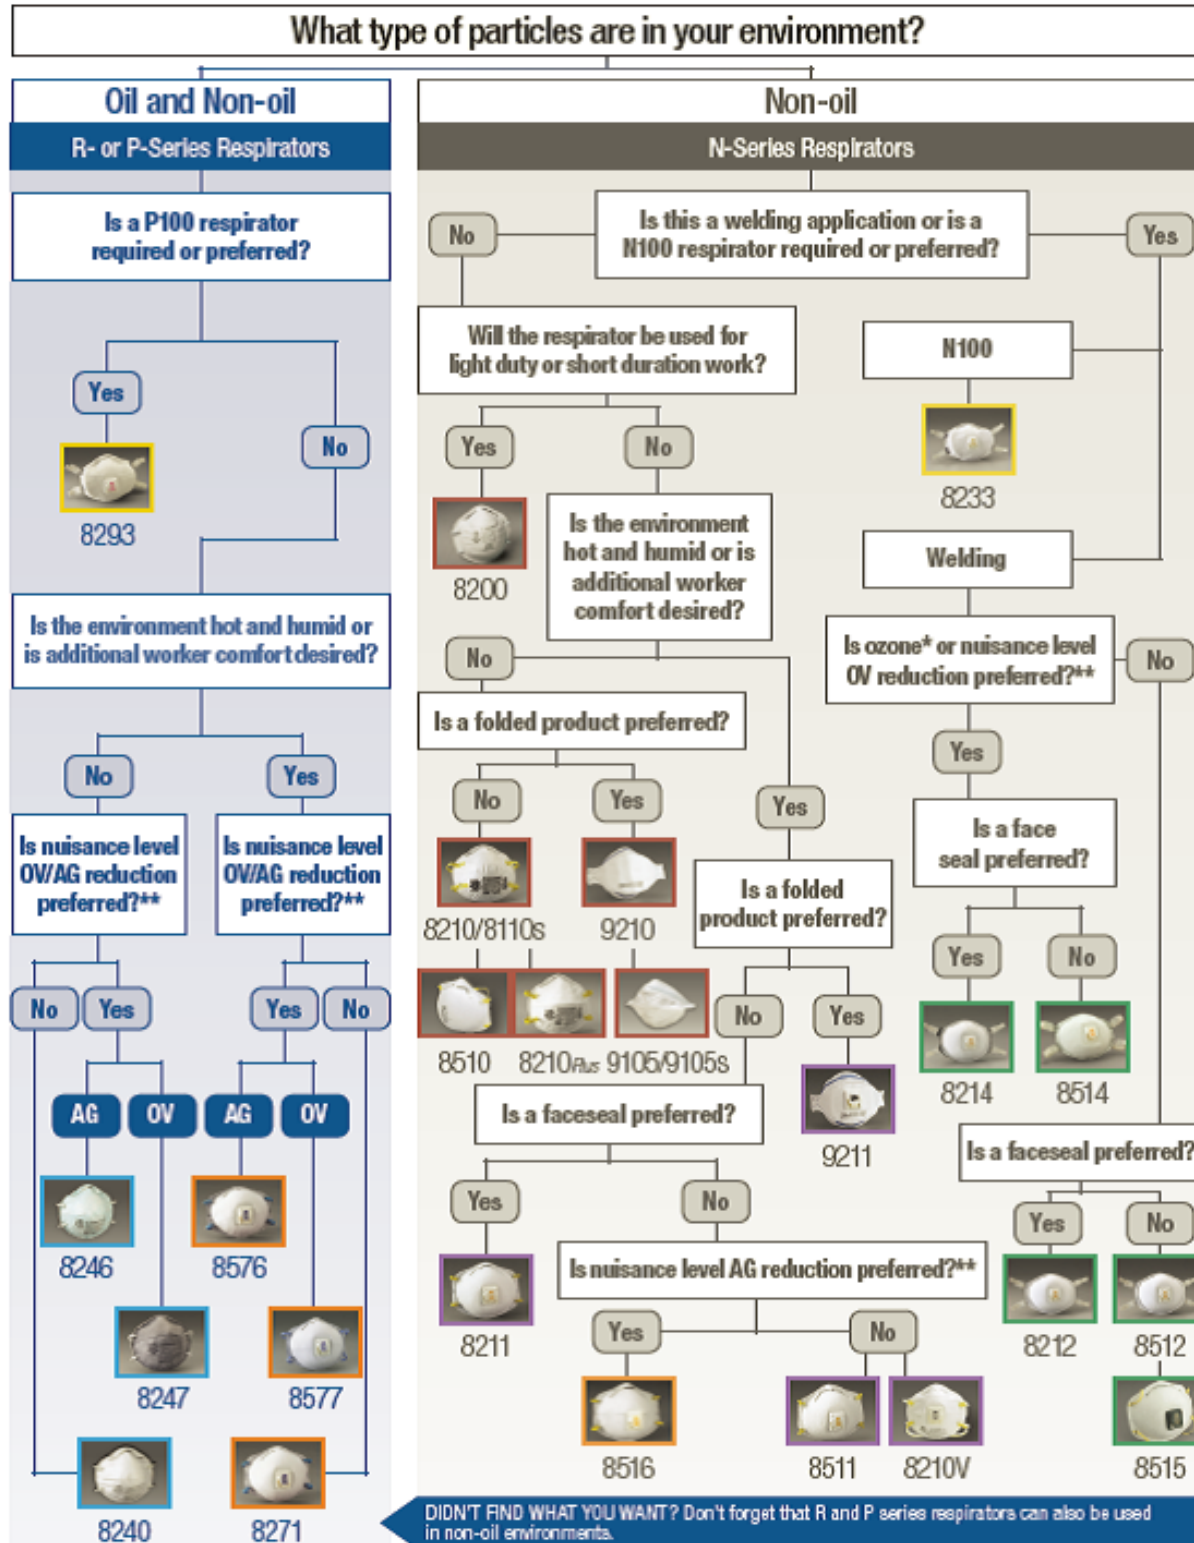 What type of particles are in your environment?
Oil and Non-oil
R- or P-Series Respirators
Is a P100 respirator
required or preferred?
Yes
No
8293
Is the environment hot and humid or
is additional worker comfort desired?
No
Yes
Is nuisance level
OV/AG reduction
preferred?**
Is nuisance level
OV/AG reduction
preferred?**
No
Yes
Yes
No
AG
OV
AG
OV
8246
8576
8247
8577
8240
8271
Non-oil
N-Series Respirators
Is this a welding application or is a
N100 respirator required or preferred?
No
Yes
Will the respirator be used for
light duty or short duration work?
Yes
No
8200
Is the environment
hot and humid or is
additional worker
comfort desired?
No
Yes
Is a folded product preferred?
No
Yes
8210/8110s
9210
8510
8210Plus
9105/9105s
Is a folded
product preferred?
No
Yes
9211
Is a faceseal preferred?
Yes
No
8211
Is nuisance level AG reduction preferred?**
Yes
No
8516
8511
8210V
N100
8233
Welding
Is ozone* or nuisance level
OV reduction preferred?**
No
Yes
Is a face
seal preferred?
Yes
No
8214
8514
Is a faceseal preferred?
Yes
No
8212
8512
8515
DIDN'T FIND WHAT YOU WANT? Don't forget that R and P series respirators can also be used
in non-oil environments.